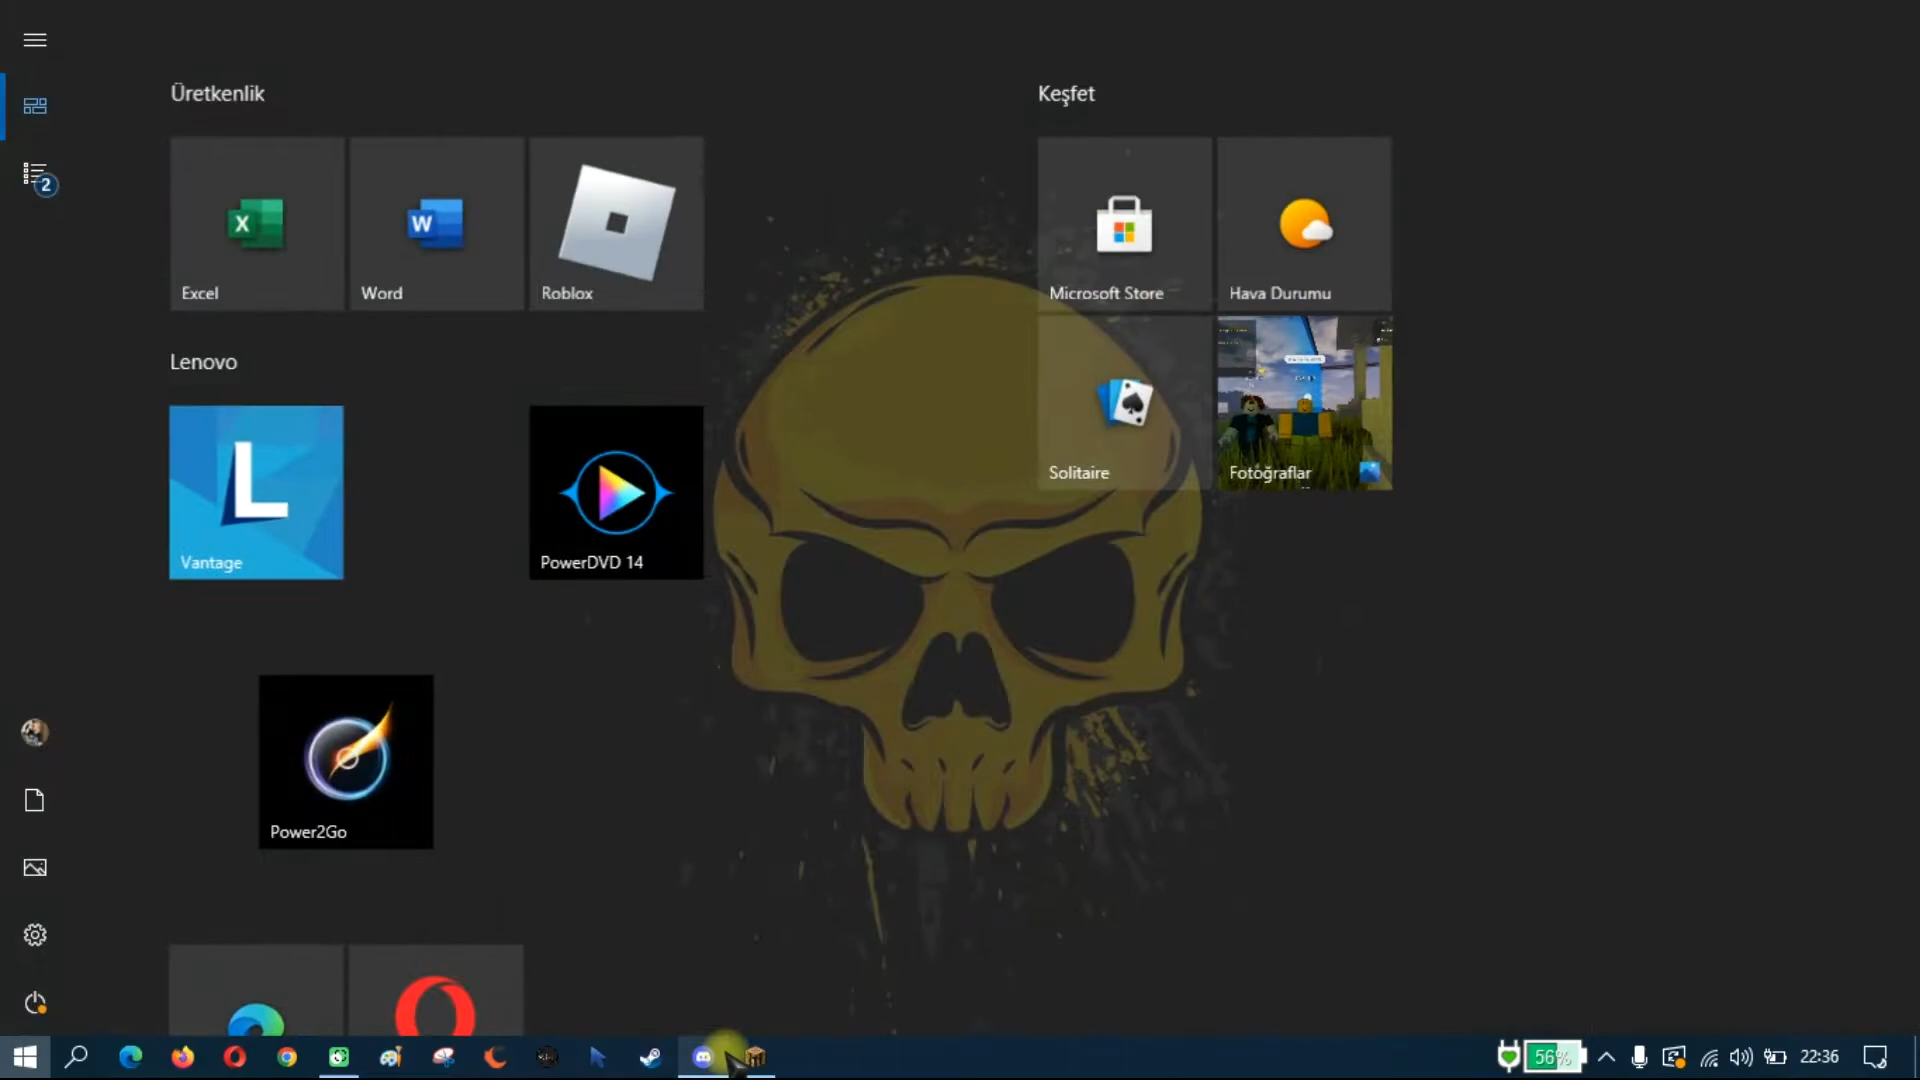 Üretkenlik
Keşfet
2
X
W
Excel
Word
Roblox
Microsoft Store
Hava Durumu
Lenovo
L
Solitaire
Fotoğraflar
Vantage
PowerDVD 14
Power2Go
56%
22:36